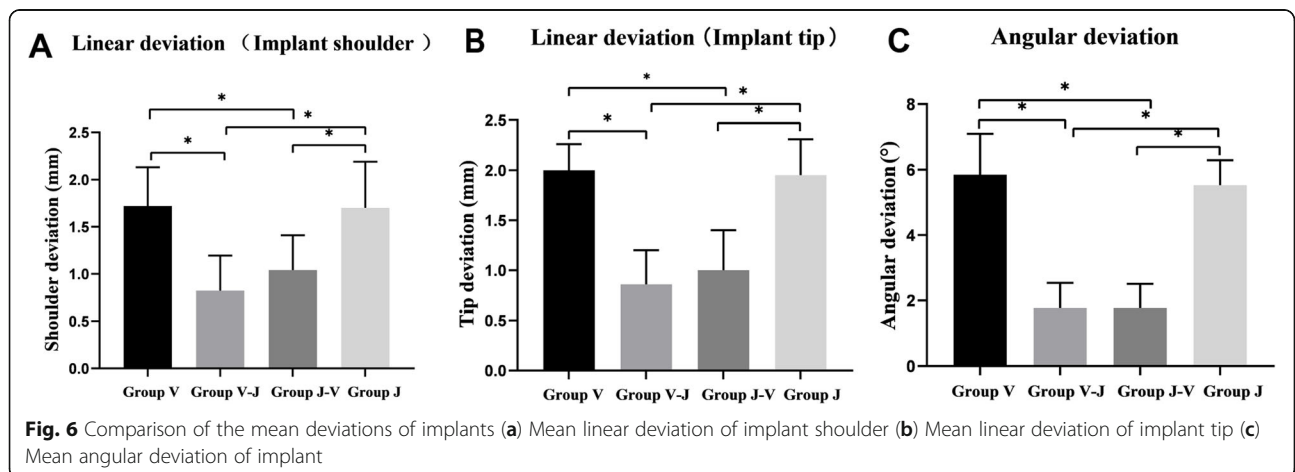 A Linear deviation （Implant shoulder ）
Shoulder deviation (mm)
2.5
2.0
1.5
1.0
0.5
0.0
*
*
*
*
Group V Group V-J Group J-V Group J
B Linear deviation（Implant tip）
Tip deviation (mm)
2.5
2.0
1.5
1.0
0.5
0.0
*
*
*
*
Group V Group V-J Group J-V Group J
C Angular deviation
Angular deviation(°)
8
6
4
2
0
*
*
*
*
Group V Group V-J Group J-V Group J
Fig. 6 Comparison of the mean deviations of implants (a) Mean linear deviation of implant shoulder (b) Mean linear deviation of implant tip (c)
Mean angular deviation of implant